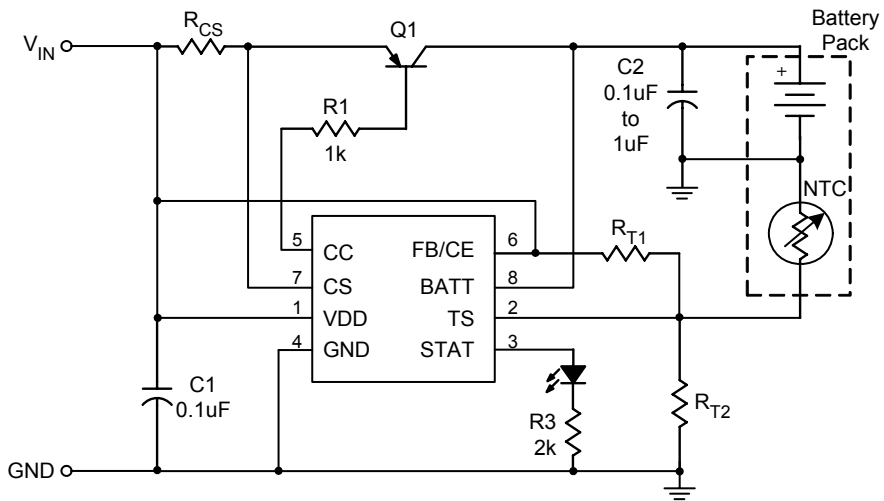 Battery
Pack
V_IN
R_CS
Q1
+
C2
0.1uF
to
1uF
R1
1k
NTC
R_T1
5 CC FB/CE 6
7 CS BATT 8
1 VDD TS 2
4 GND STAT 3
C1
0.1uF
R3
2k
R_T2
GND